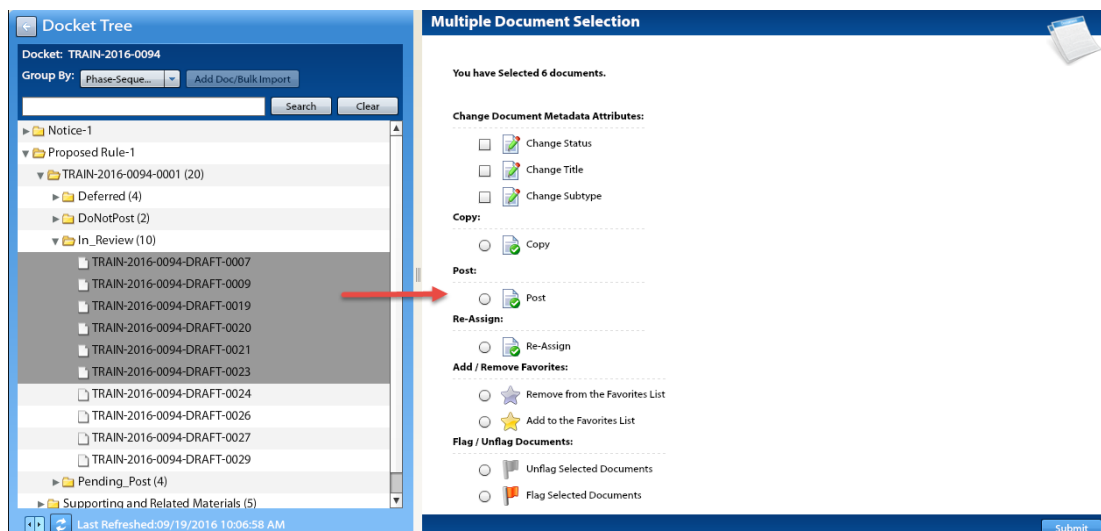 Docket Tree
Docket: TRAIN-2016-0094
Group By: Phase-Seque... Add Doc/Bulk Import
Search Clear
Notice-1
Proposed Rule-1
TRAIN-2016-0094-0001 (20)
Deferred (4)
DoNotPost (2)
In_Review (10)
TRAIN-2016-0094-DRAFT-0007
TRAIN-2016-0094-DRAFT-0009
TRAIN-2016-0094-DRAFT-0019
TRAIN-2016-0094-DRAFT-0020
TRAIN-2016-0094-DRAFT-0021
TRAIN-2016-0094-DRAFT-0023
TRAIN-2016-0094-DRAFT-0024
TRAIN-2016-0094-DRAFT-0026
TRAIN-2016-0094-DRAFT-0027
TRAIN-2016-0094-DRAFT-0029
Pending_Post (4)
Supporting and Related Materials (5)
Last Refreshed:09/19/2016 10:06:58 AM
Multiple Document Selection
You have Selected 6 documents.
Change Document Metadata Attributes:
Change Status
Change Title
Change Subtype
Copy:
Copy
Post:
Post
Re-Assign:
Re-Assign
Add / Remove Favorites:
Remove from the Favorites List
Add to the Favorites List
Flag / Unflag Documents:
Unflag Selected Documents
Flag Selected Documents
Submit